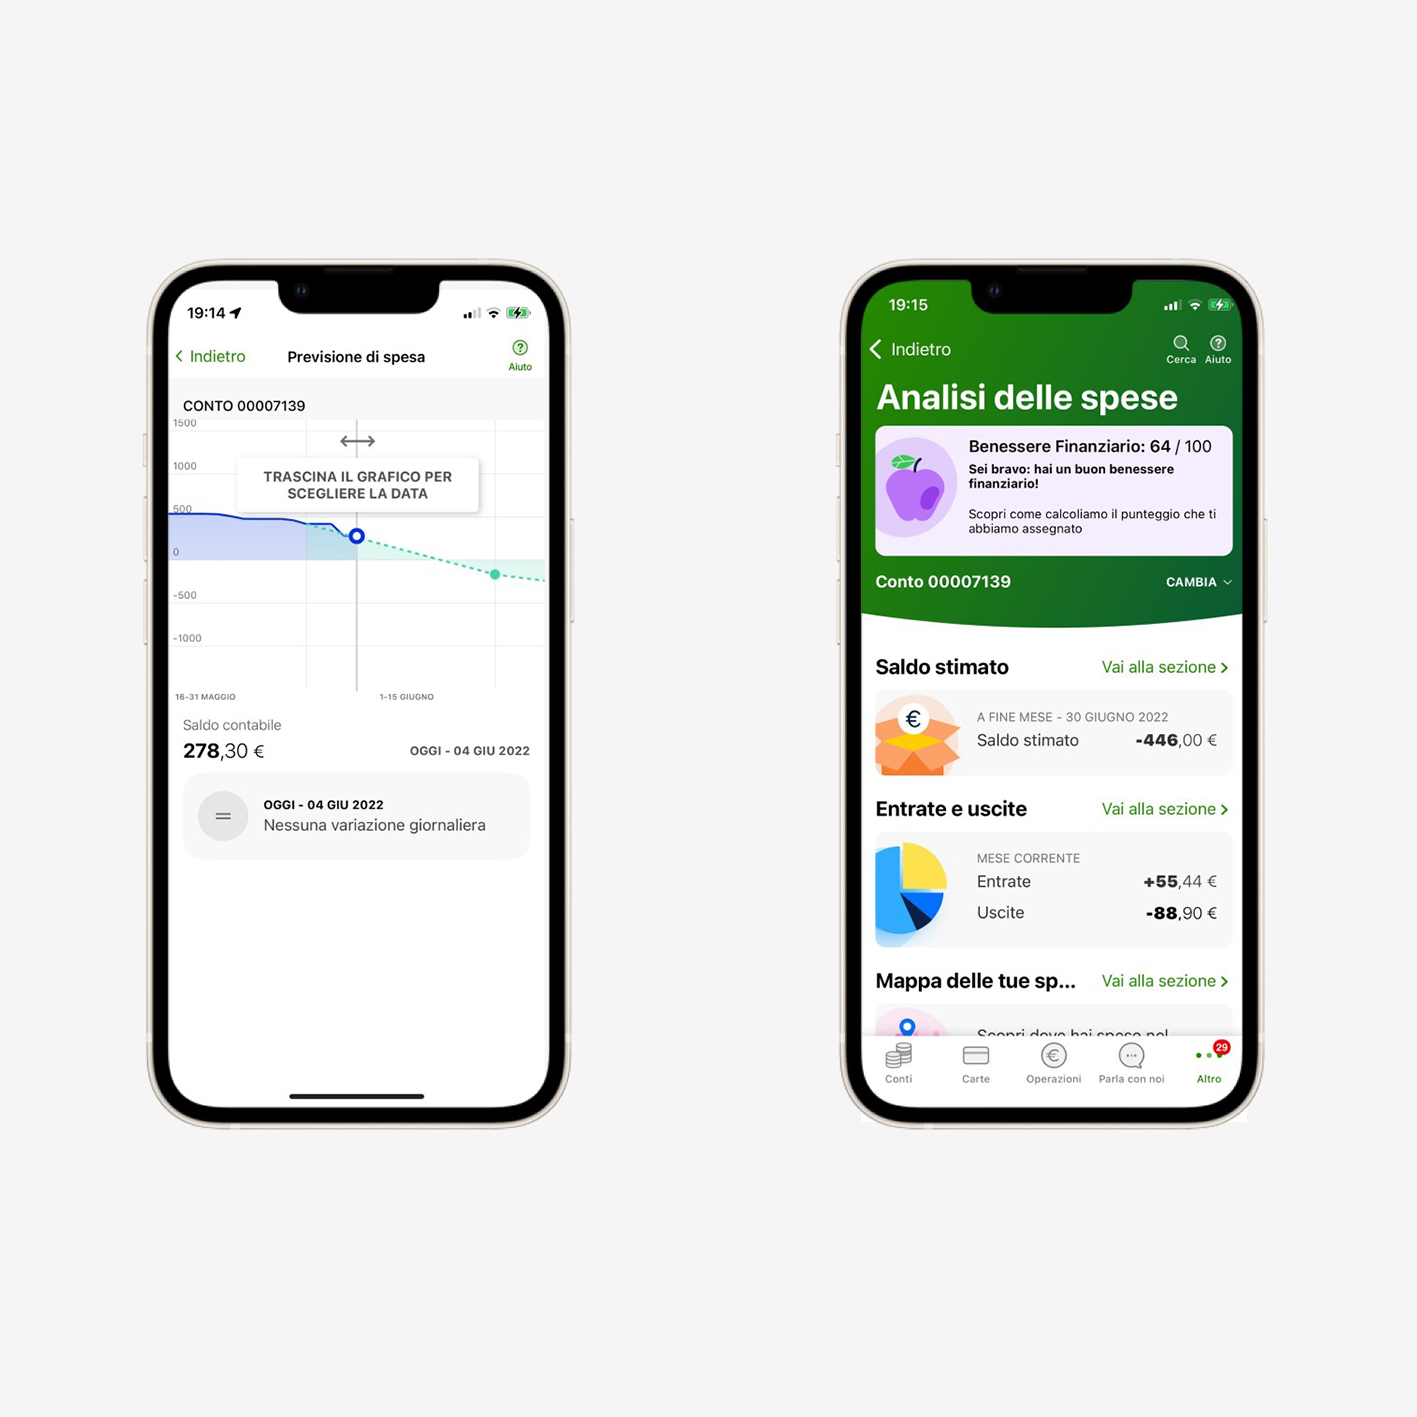 19:14
Indietro
Previsione di spesa
Aiuto
CONTO 00007139
1500
1000
TRASCINA IL GRAFICO PER
SCEGLIERE LA DATA
500
0
-500
-1000
16-31 MAGGIO
1-15 GIUGNO
Saldo contabile
278,30 €
OGGI - 04 GIU 2022
OGGI - 04 GIU 2022
Nessuna variazione giornaliera
19:15
Indietro
Cerca
Aiuto
Analisi delle spese
Benessere Finanziario: 64 / 100
Sei bravo: hai un buon benessere
finanziario!
Scopri come calcoliamo il punteggio che ti
abbiamo assegnato
Conto 00007139
CAMBIA
Saldo stimato
Vai alla sezione
€
A FINE MESE - 30 GIUGNO 2022
Saldo stimato
-446,00 €
Entrate e uscite
Vai alla sezione
MESE CORRENTE
Entrate
+55,44 €
Uscite
-88,90 €
Mappa delle tue sp...
Vai alla sezione
Scopri dove hai speso nel
Conti
Carte
€
Operazioni
Parla con noi
29
Altro